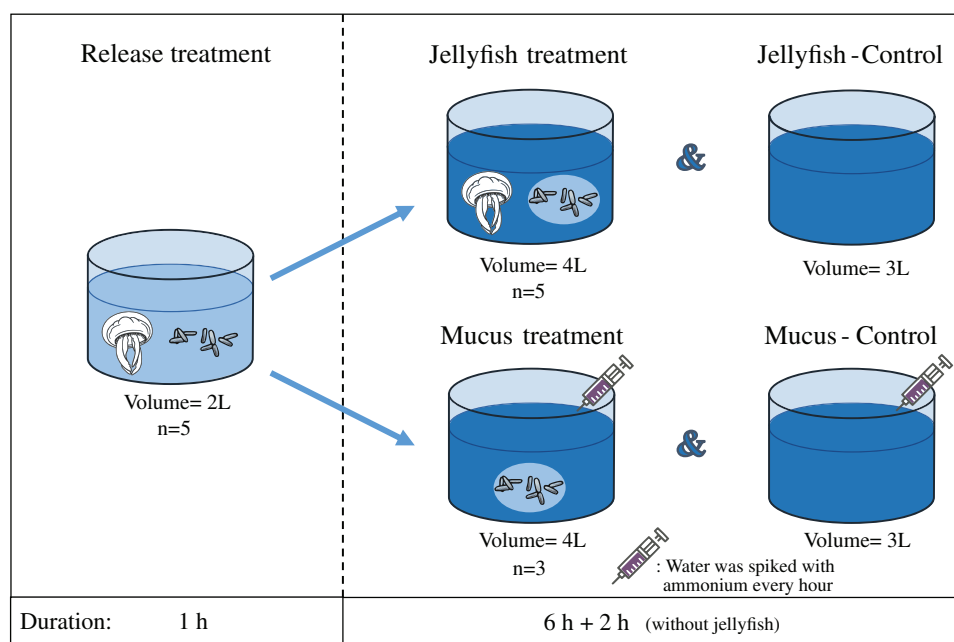 Release treatment
Jellyfish treatment
Jellyfish - Control
&
Volume= 4L
n=5
Volume= 3L
Volume= 2L
n=5
Mucus treatment
Mucus - Control
&
Volume= 4L
n=3
Volume= 3L
: Water was spiked with
ammonium every hour
Duration: 1 h
6 h + 2 h (without jellyfish)